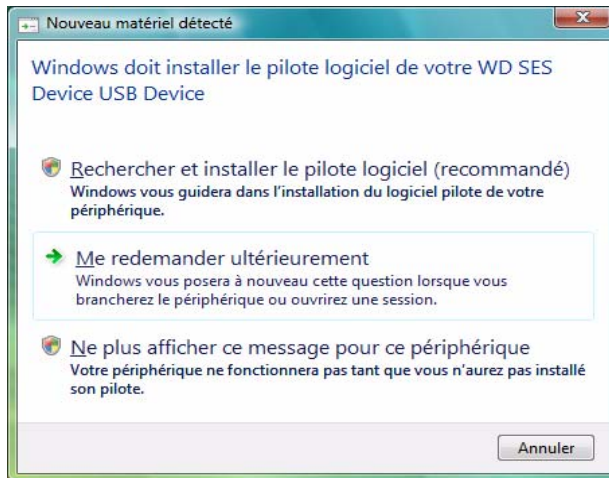 Nouveau matériel détecté
Windows doit installer le pilote logiciel de votre WD SES
Device USB Device
Rechercher et installer le pilote logiciel (recommandé)
Windows vous guidera dans l'installation du logiciel pilote de votre
périphérique.
Me redemander ultérieurement
Windows vous posera à nouveau cette question lorsque vous
brancherez le périphérique ou ouvrirez une session.
Ne plus afficher ce message pour ce périphérique
Votre périphérique ne fonctionnera pas tant que vous n'aurez pas installé
son pilote.
Annuler